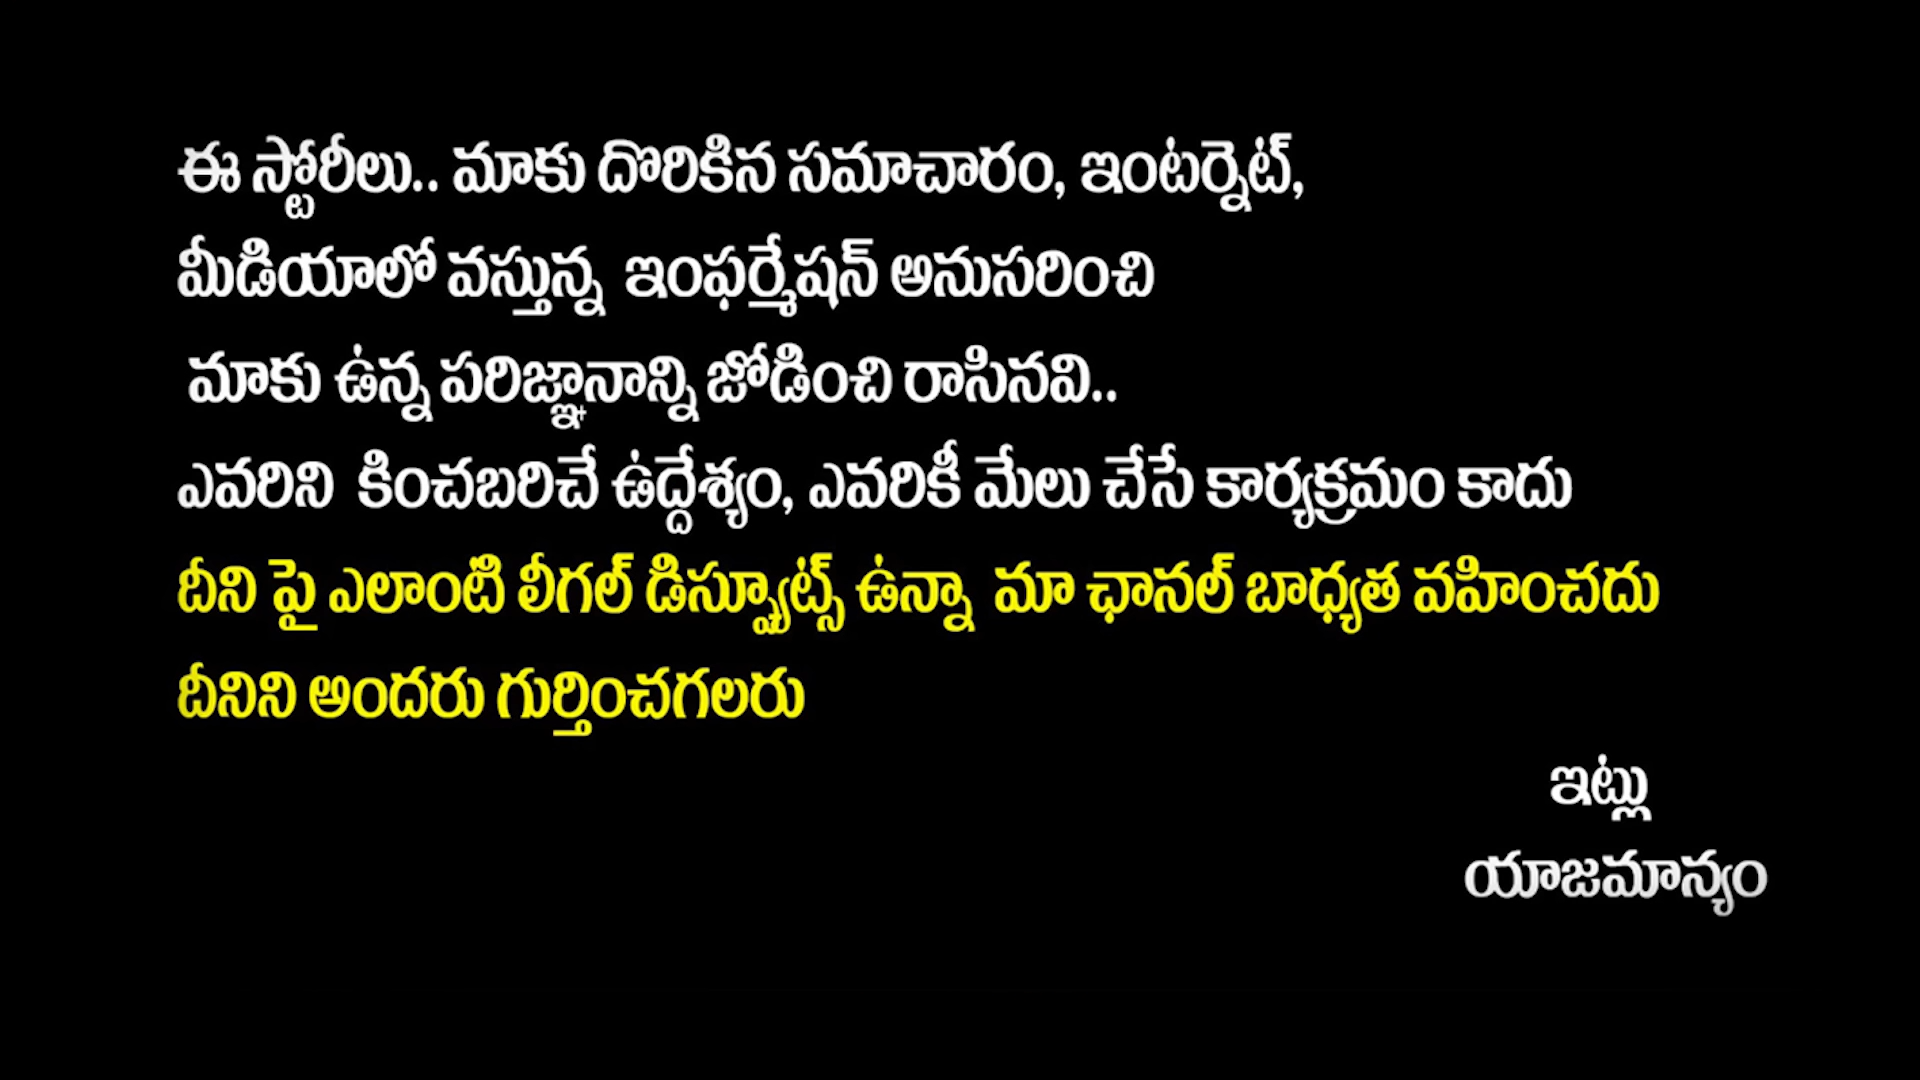 ఈ స్టోరీలు.. మాకు దొరికిన సమాచారం, ఇంటర్నెట్,
మీడియాలో వస్తున్న ఇంఫర్మేషన్ అనుసరించి
మాకు ఉన్న పరిజ్ఞానాన్ని జోడించి రాసినవి..
ఎవరిని కించబరిచే ఉద్దేశ్యం, ఎవరికీ మేలు చేసే కార్యక్రమం కాదు
దీని పై ఎలాంటి లీగల్ డిస్ప్యూట్స్ ఉన్నా మా ఛానల్ బాధ్యత వహించదు
దీనిని అందరు గుర్తించగలరు
ఇట్లు
యాజమాన్యం